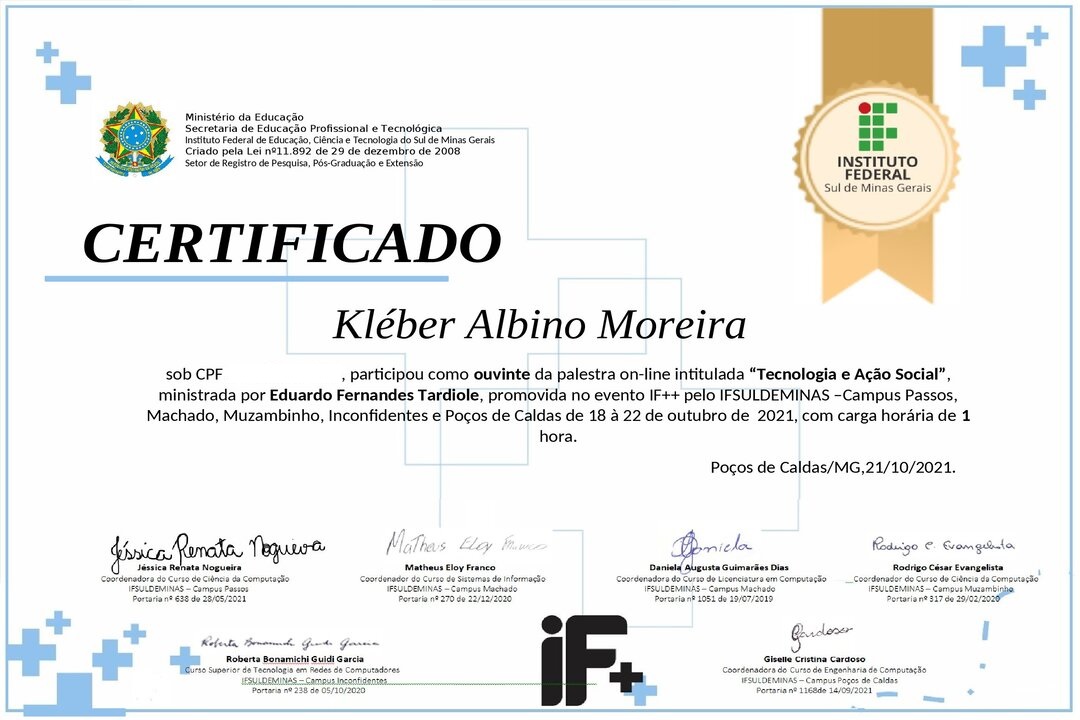 Ministério da Educação
Secretaria de Educação Profissional e Tecnológica
Instituto Federal de Educação, Ciência e Tecnologia do Sul de Minas Gerais
Criado pela Lei nº11.892 de 29 de dezembro de 2008
Setor de Registro de Pesquisa, Pós-Graduação e Extensão
INSTITUTO
FEDERAL
Sul de Minas Gerais
CERTIFICADO
Kléber Albino Moreira
sob CPF , participou como ouvinte da palestra on-line intitulada “Tecnologia e Ação Social”,
ministrada por Eduardo Fernandes Tardiole, promovida no evento IF++ pelo IFSULDEMINAS –Campus Passos,
Machado, Muzambinho, Inconfidentes e Poços de Caldas de 18 à 22 de outubro de 2021, com carga horária de 1
hora.
Poços de Caldas/MG,21/10/2021.
Jéssica Renata Nogueira
Jéssica Renata Nogueira
Coordenadora do Curso de Ciência da Computação
IFSULDEMINAS – Campus Passos
Portaria nº 638 de 28/05/2021
Matheus Eloy Franco
Matheus Eloy Franco
Coordenador do Curso de Sistemas de Informação
IFSULDEMINAS – Campus Machado
Portaria nº 270 de 22/12/2020
Daniela
Daniela Augusta Guimarães Dias
Coordenadora do Curso de Licenciatura em Computação
IFSULDEMINAS – Campus Machado
Portaria nº 1051 de 19/07/2019
Rodrigo C. Evangelista
Rodrigo César Evangelista
Coordenador do Curso de Ciência da Computação
IFSULDEMINAS – Campus Muzambinho
Portaria nº 317 de 29/02/2020
Roberta Bonamichi Guidi Garcia
Roberta Bonamichi Guidi Garcia
Curso Superior de Tecnologia em Redes de Computadores
IFSULDEMINAS – Campus Inconfidentes
Portaria nº 238 de 05/10/2020
iF++
Gardoso
Giselle Cristina Cardoso
Coordenadora do Curso de Engenharia de Computação
IFSULDEMINAS – Campus Poços de Caldas
Portaria nº 1168de 14/09/2021